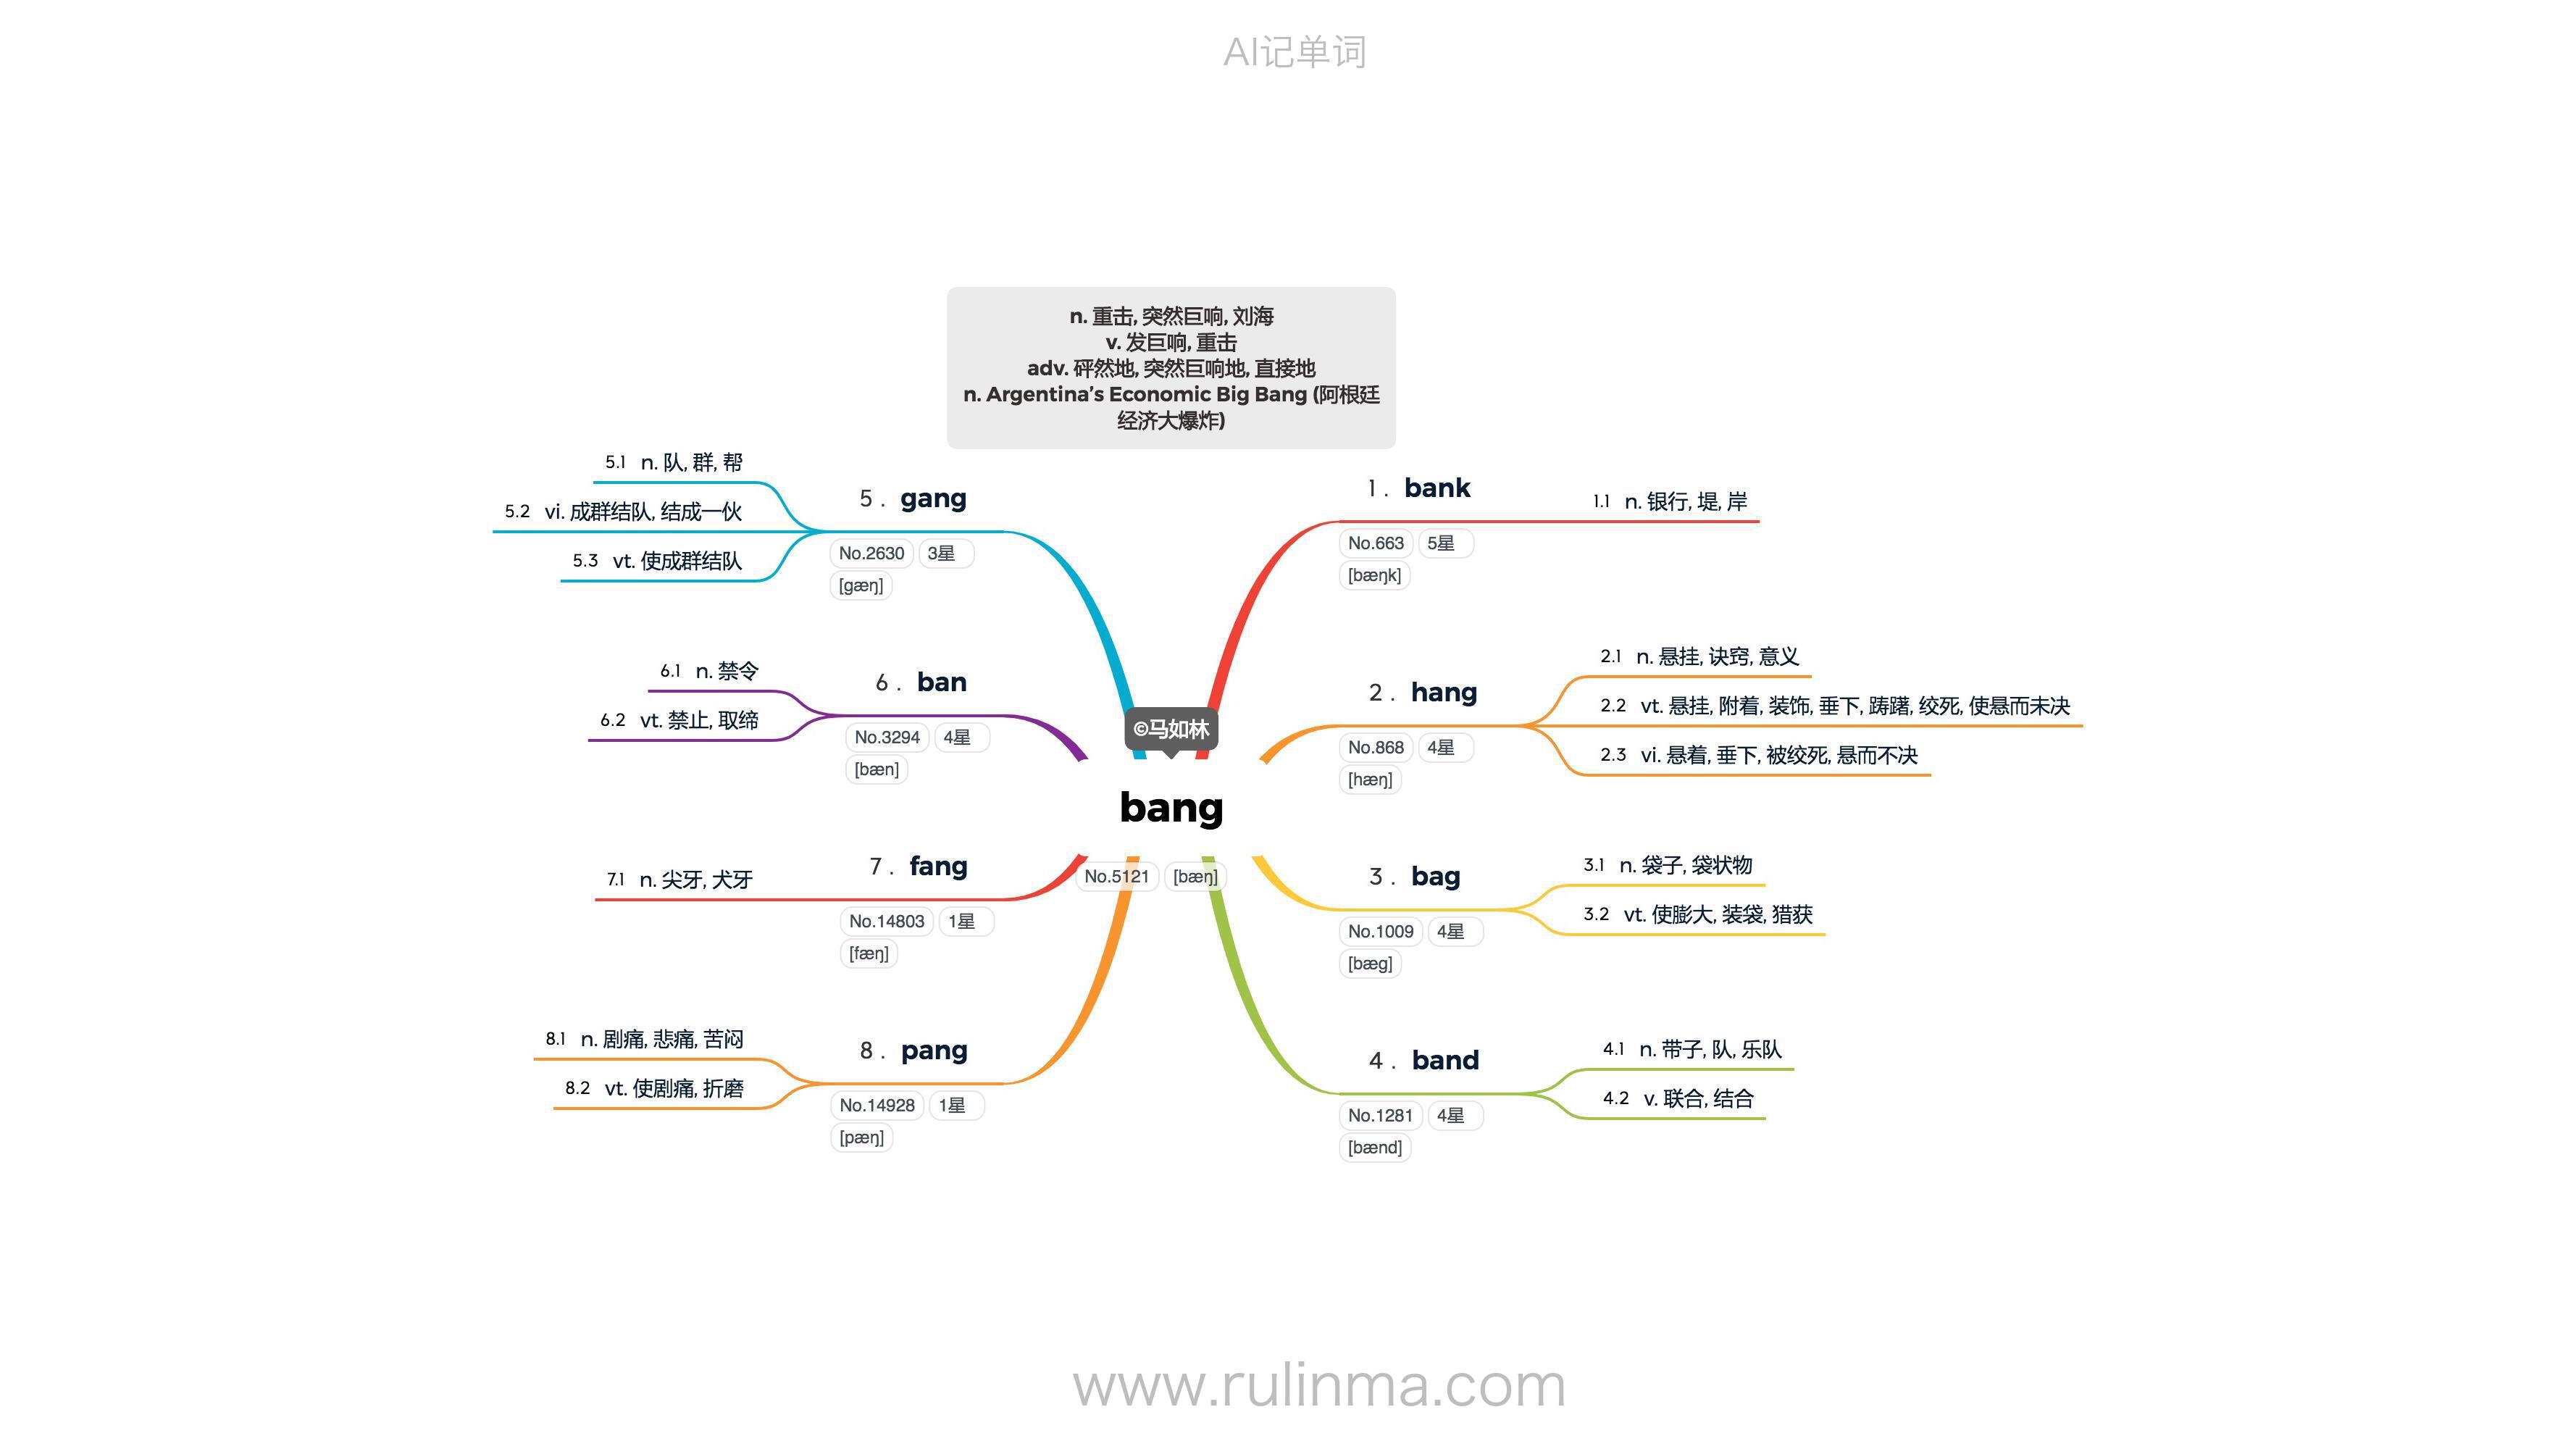 AI记单词
n. 重击, 突然巨响, 刘海
v. 发巨响, 重击
adv. 砰然地, 突然巨响地, 直接地
n. Argentina’s Economic Big Bang (阿根廷
经济大爆炸)
©马如林
bang
No.5121 [bæŋ]
1 . bank
No.663 5星
[bæŋk]
1.1 n. 银行, 堤, 岸
2 . hang
No.868 4星
[hæŋ]
2.1 n. 悬挂, 诀窍, 意义
2.2 vt. 悬挂, 附着, 装饰, 垂下, 踌躇, 绞死, 使悬而未决
2.3 vi. 悬着, 垂下, 被绞死, 悬而不决
3 . bag
No.1009 4星
[bæg]
3.1 n. 袋子, 袋状物
3.2 vt. 使膨大, 装袋, 猎获
4 . band
No.1281 4星
[bænd]
4.1 n. 带子, 队, 乐队
4.2 v. 联合, 结合
5 . gang
No.2630 3星
[gæŋ]
5.1 n. 队, 群, 帮
5.2 vi. 成群结队, 结成一伙
5.3 vt. 使成群结队
6 . ban
No.3294 4星
[bæn]
6.1 n. 禁令
6.2 vt. 禁止, 取缔
7 . fang
No.14803 1星
[fæŋ]
7.1 n. 尖牙, 犬牙
8 . pang
No.14928 1星
[pæŋ]
8.1 n. 剧痛, 悲痛, 苦闷
8.2 vt. 使剧痛, 折磨
www.rulinma.com